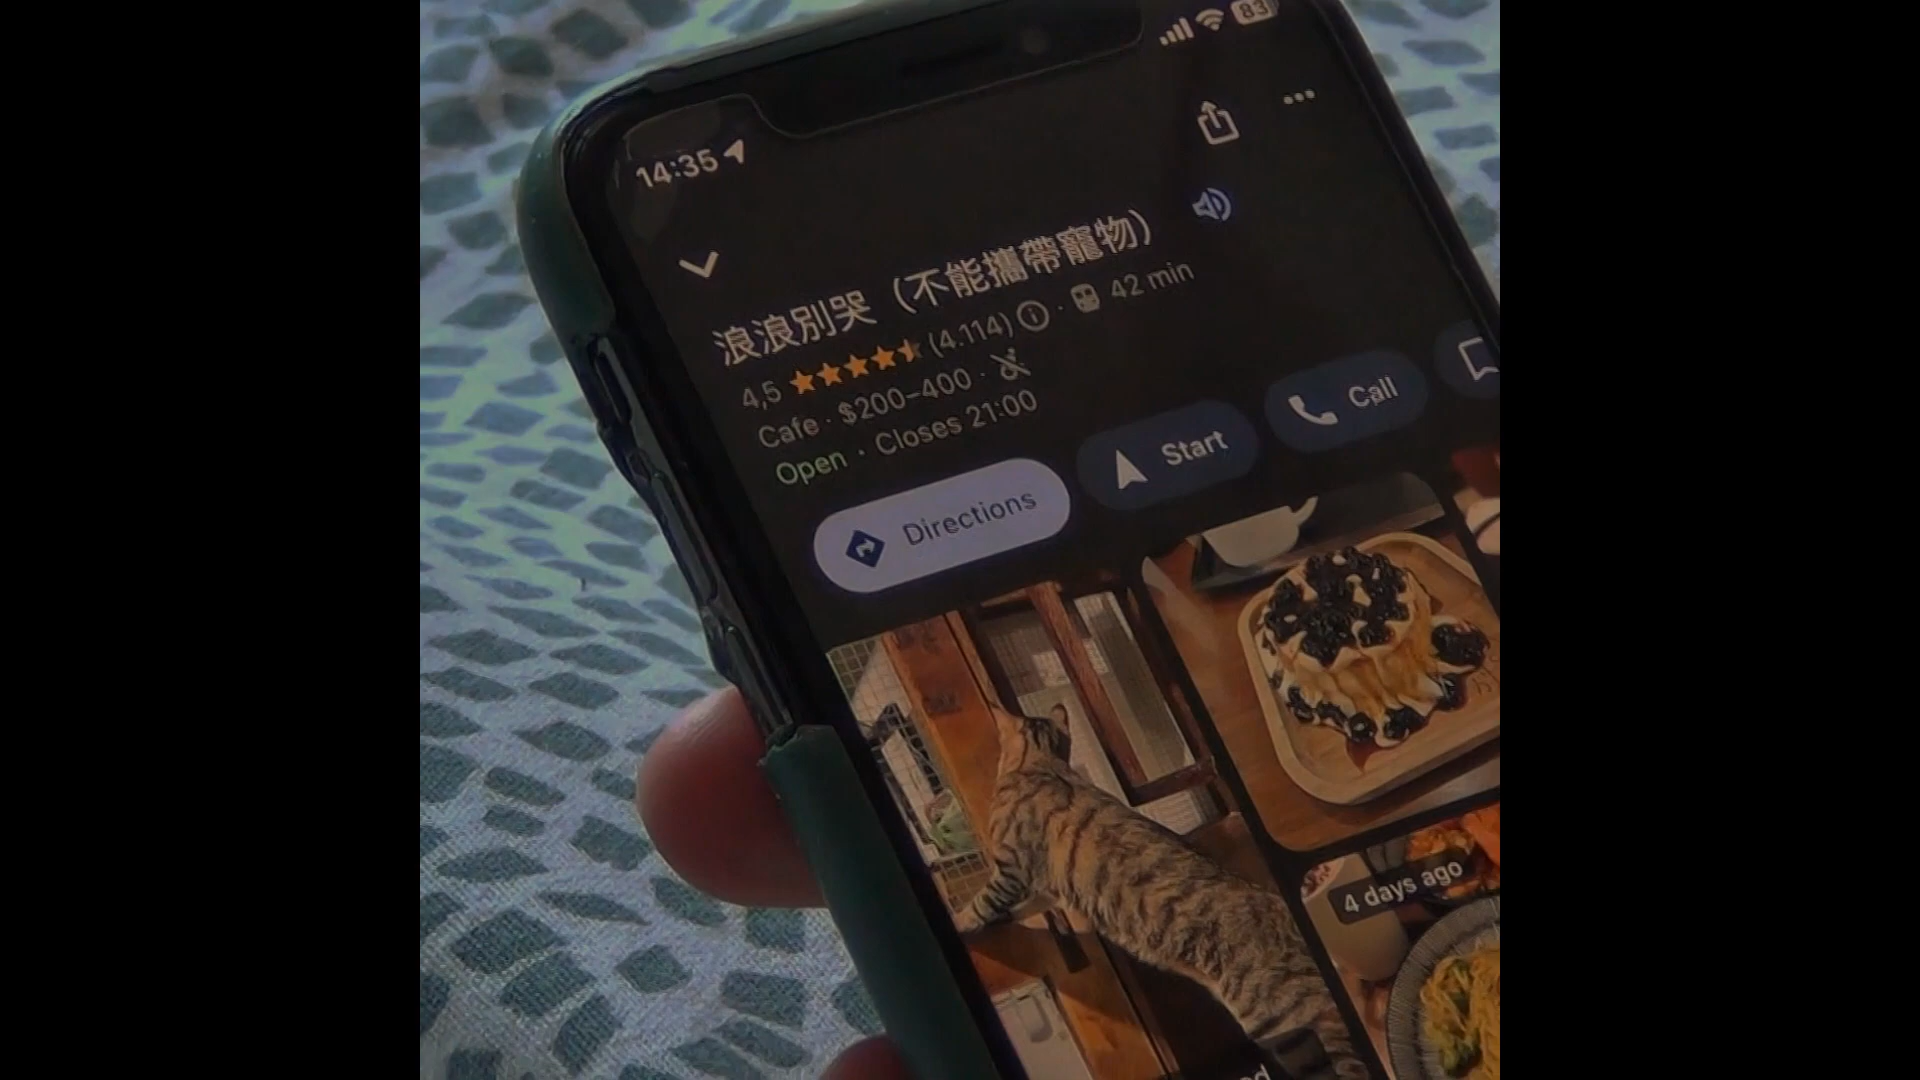 83
14:35
浪浪別哭（不能攜帶寵物）
4,5 (4.114) · 42 min
Cafe · $200–400 ·
Open · Closes 21:00
Directions
Start
Call
4 days ago